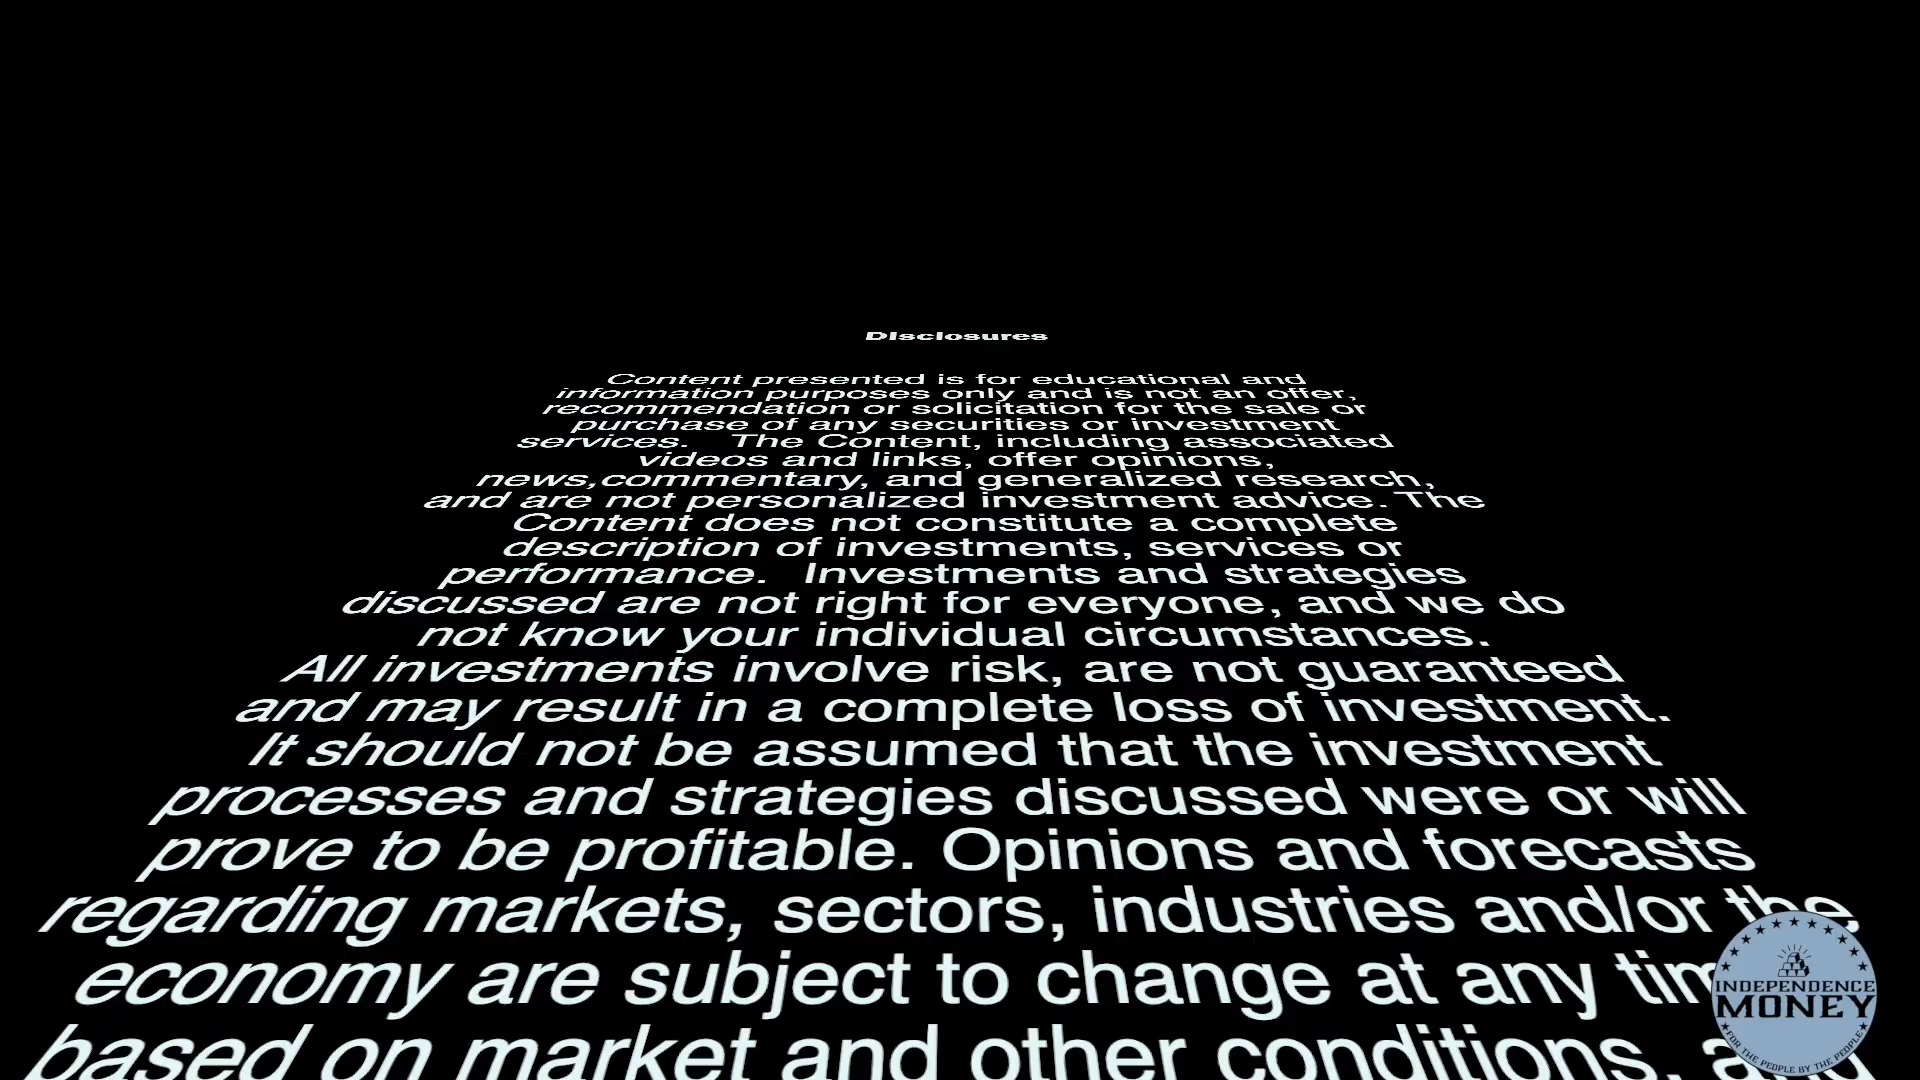 Disclosures
Content presented is for educational and
information purposes only and is not an offer,
recommendation or solicitation for the sale or
purchase of any securities or investment
services. The Content, including associated
videos and links, offer opinions,
news,commentary, and generalized research,
and are not personalized investment advice. The
Content does not constitute a complete
description of investments, services or
performance. Investments and strategies
discussed are not right for everyone, and we do
not know your individual circumstances.
All investments involve risk, are not guaranteed
and may result in a complete loss of investment.
It should not be assumed that the investment
processes and strategies discussed were or will
prove to be profitable. Opinions and forecasts
regarding markets, sectors, industries and/or the
economy are subject to change at any
based on market and other conditions,
INDEPENDENCE
MONEY
FOR THE PEOPLE BY THE PEOPLE